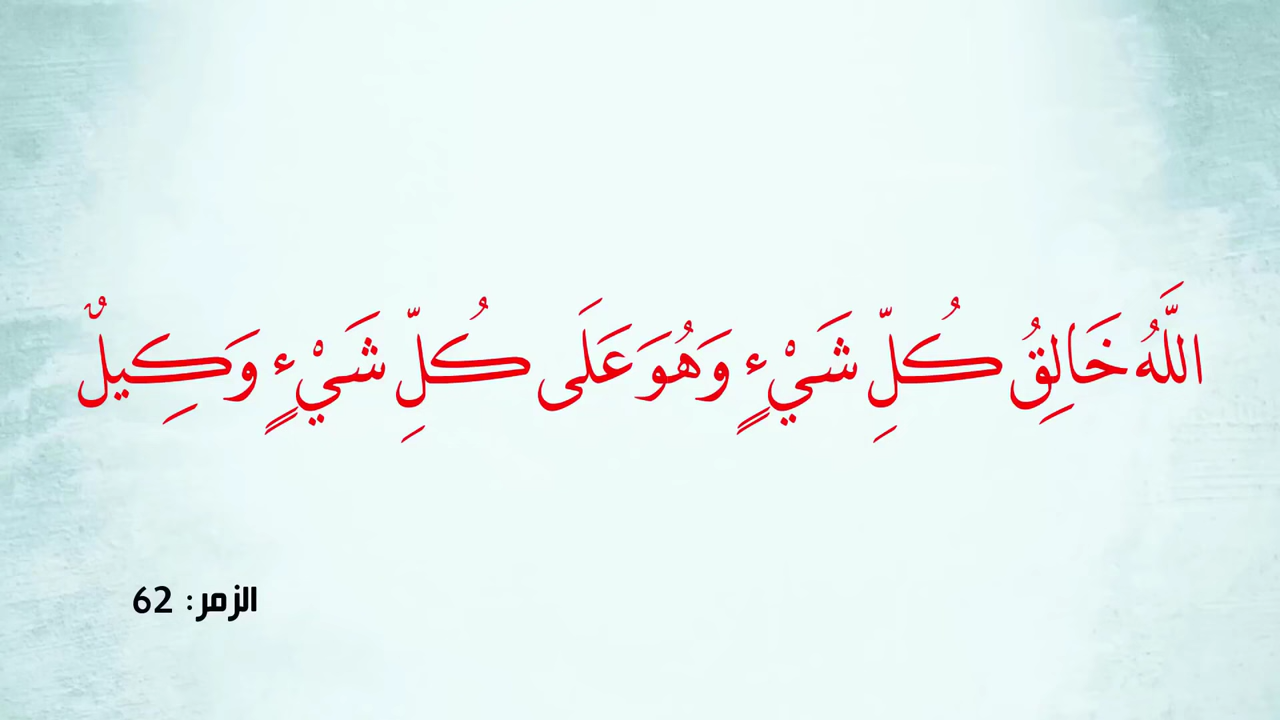 اللَّهُ خَالِقُ كُلِّ شَيْءٍ وَهُوَ عَلَى كُلِّ شَيْءٍ وَكِيلٌ
الزمر: 62